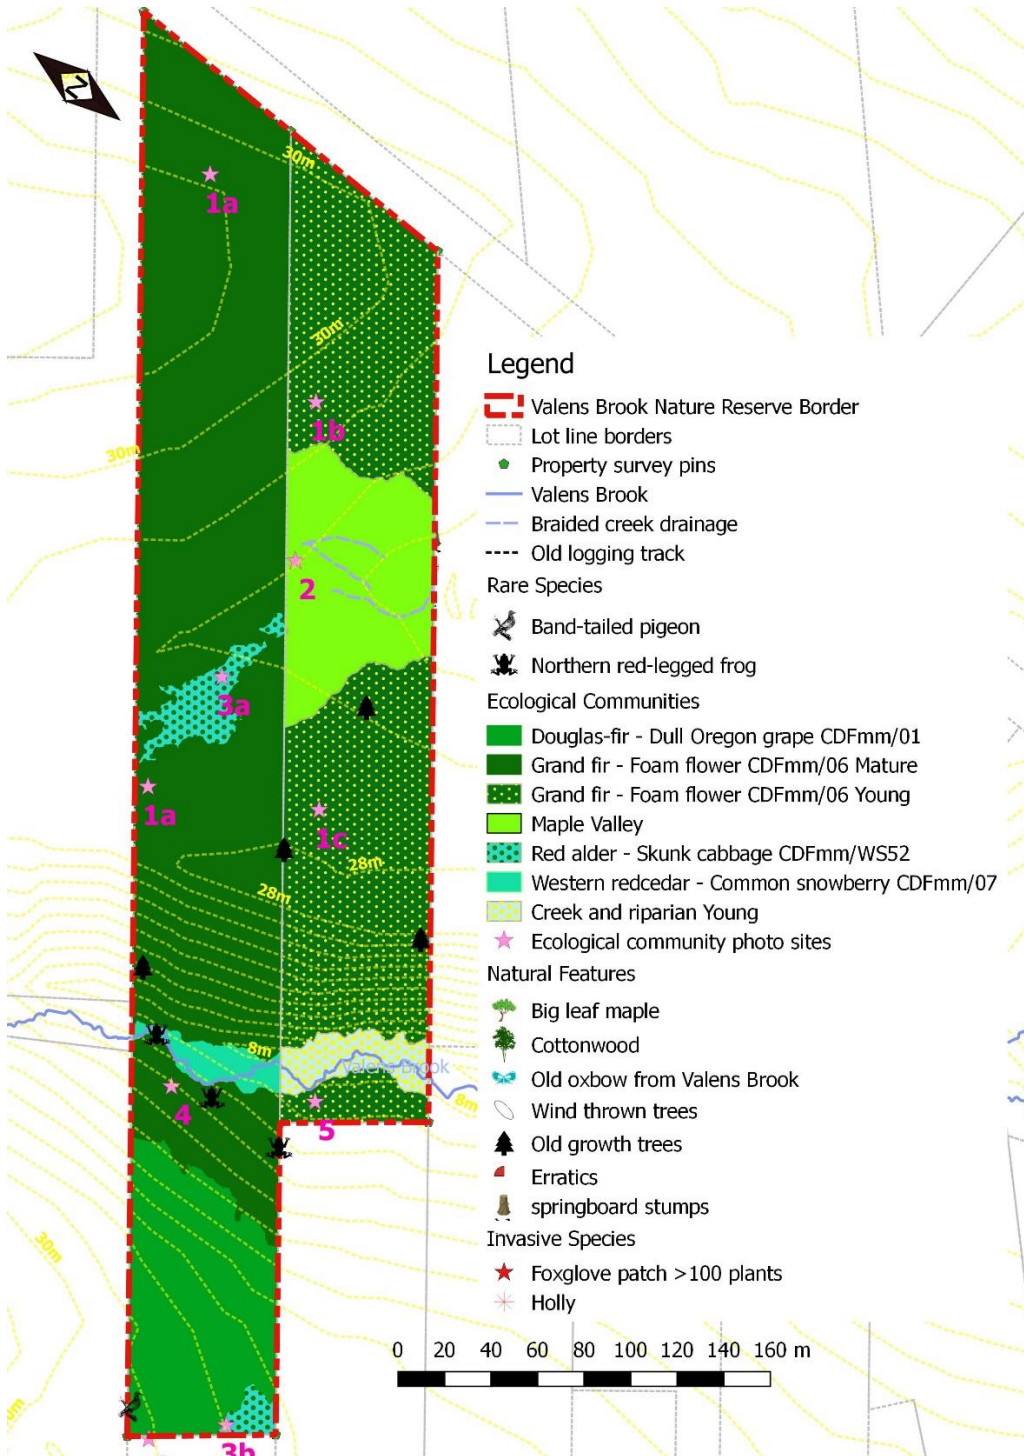 N
30m
1a
30m
1b
30m
2
3a
1a
1c
28m
28m
8m
Valens Brook
8m
4
5
30m
3b
Legend
Valens Brook Nature Reserve Border
Lot line borders
Property survey pins
Valens Brook
Braided creek drainage
Old logging track
Rare Species
Band-tailed pigeon
Northern red-legged frog
Ecological Communities
Douglas-fir - Dull Oregon grape CDFmm/01
Grand fir - Foam flower CDFmm/06 Mature
Grand fir - Foam flower CDFmm/06 Young
Maple Valley
Red alder - Skunk cabbage CDFmm/WS52
Western redcedar - Common snowberry CDFmm/07
Creek and riparian Young
Ecological community photo sites
Natural Features
Big leaf maple
Cottonwood
Old oxbow from Valens Brook
Wind thrown trees
Old growth trees
Erratics
springboard stumps
Invasive Species
Foxglove patch >100 plants
Holly
0 20 40 60 80 100 120 140 160 m